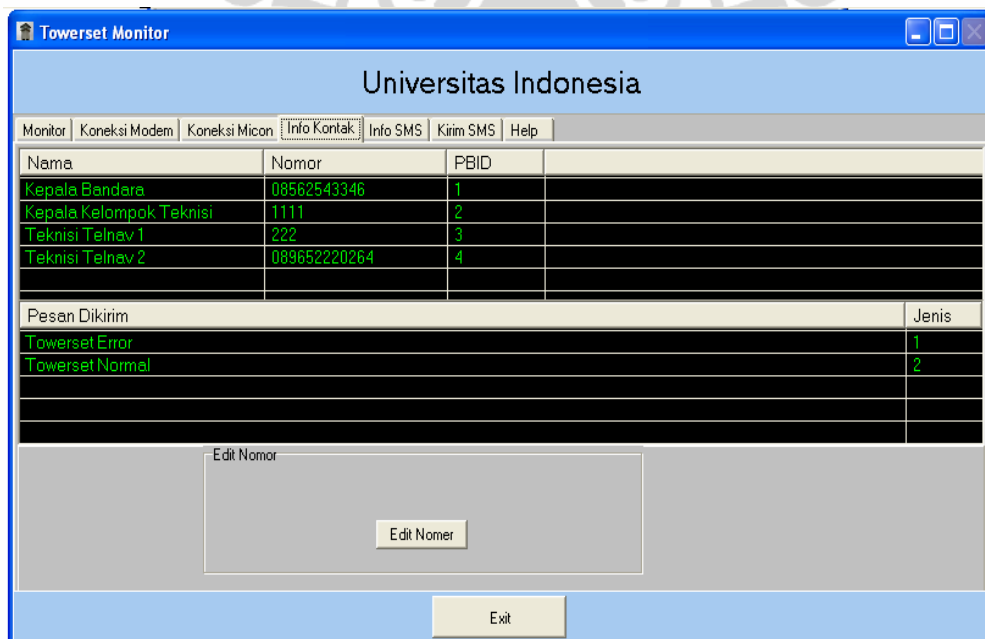 Towerset Monitor
Universitas Indonesia
Monitor Koneksi Modem Koneksi Micon Info Kontak Info SMS Kirim SMS Help
Nama Nomor PBID
Kepala Bandara 08562543346 1
Kepala Kelompok Teknisi 1111 2
Teknisi Telnav 1 222 3
Teknisi Telnav 2 089652220264 4
Pesan Dikirim Jenis
Towerset Error 1
Towerset Normal 2
Edit Nomor
Edit Nomer
Exit